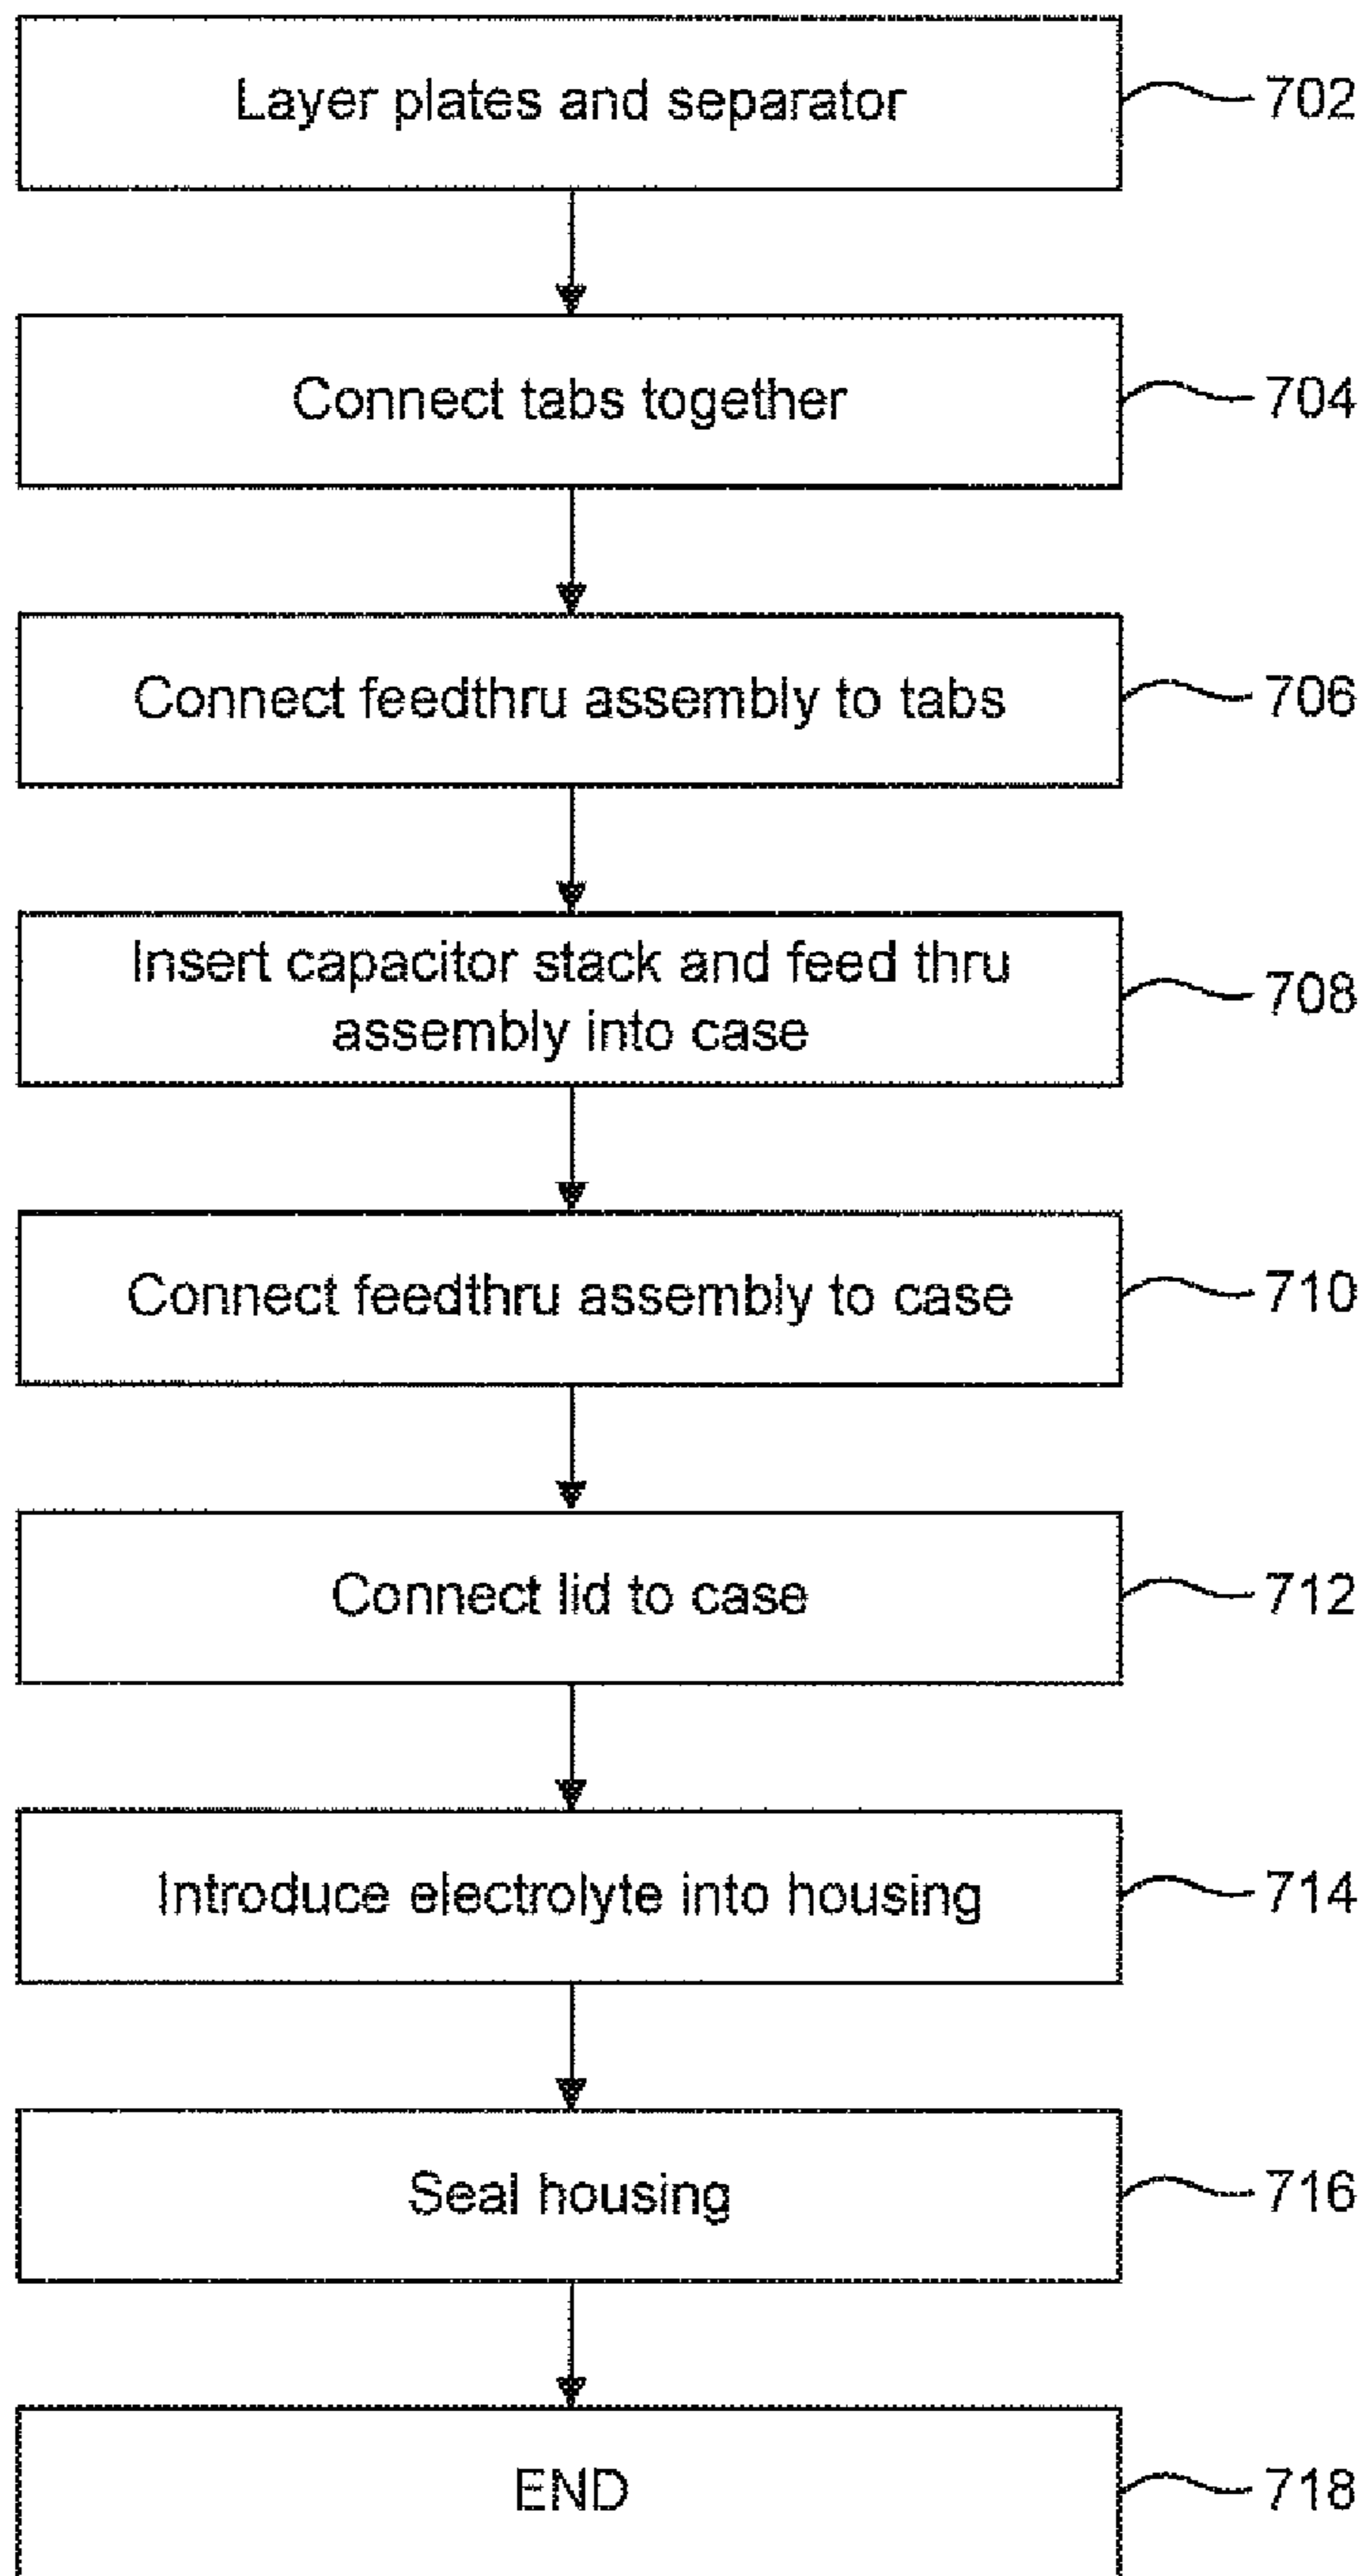 Layer plates and separator
702
Connect tabs together
704
Connect feedthru assembly to tabs
706
Insert capacitor stack and feed thru
assembly into case
708
Connect feedthru assembly to case
710
Connect lid to case
712
Introduce electrolyte into housing
714
Seal housing
716
END
718